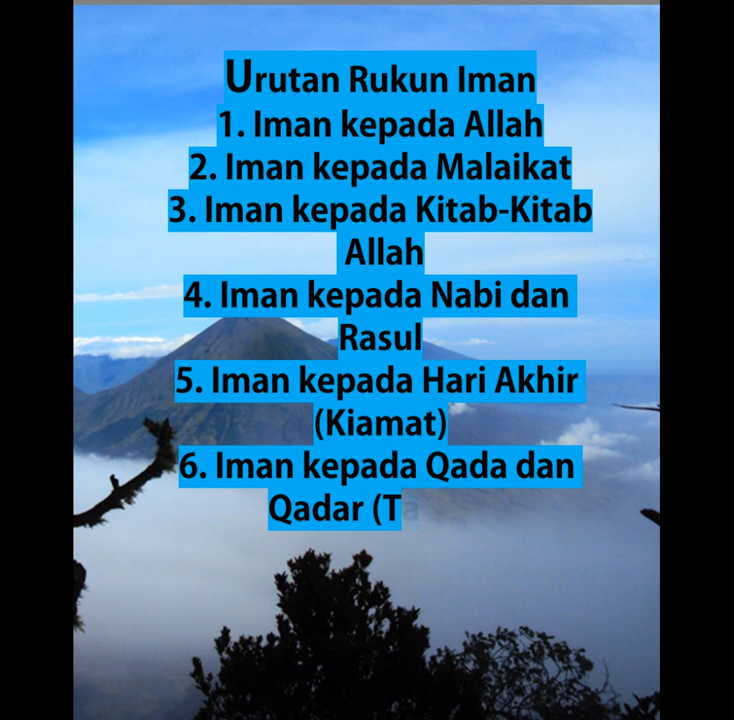 Urutan Rukun Iman
1. Iman kepada Allah
2. Iman kepada Malaikat
3. Iman kepada Kitab-Kitab
Allah
4. Iman kepada Nabi dan
Rasul
5. Iman kepada Hari Akhir
(Kiamat)
6. Iman kepada Qada dan
Qadar (Ta